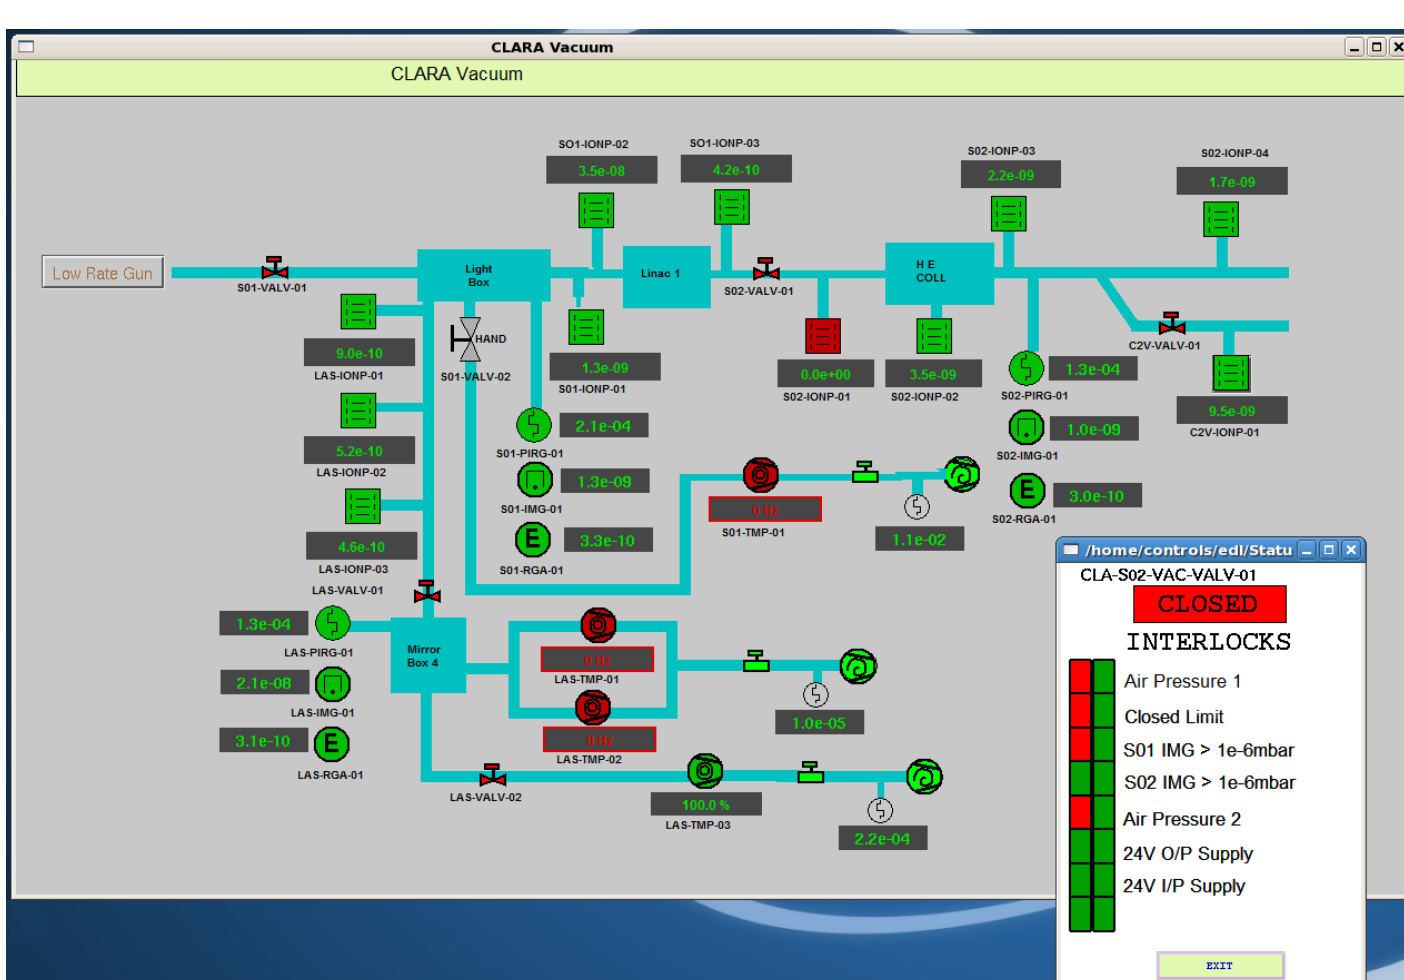 CLARA Vacuum
CLARA Vacuum
SO1-IONP-02
3.5e-08
SO1-IONP-03
4.2e-10
S02-IONP-03
2.2e-09
S02-IONP-04
1.7e-09
Low Rate Gun
S01-VALV-01
Light
Box
Linac 1
S02-VALV-01
H E
COLL
C2V-VALV-01
9.0e-10
LAS-IONP-01
HAND
S01-VALV-02
1.3e-09
S01-IONP-01
0.0e+00
S02-IONP-01
3.5e-09
S02-IONP-02
1.3e-04
S02-PIRG-01
9.5e-09
C2V-IONP-01
5.2e-10
LAS-IONP-02
2.1e-04
S01-PIRG-01
1.0e-09
S02-IMG-01
1.3e-09
S01-IMG-01
E
3.0e-10
S02-RGA-01
0 Hz
S01-TMP-01
1.1e-02
4.6e-10
LAS-IONP-03
E
3.3e-10
S01-RGA-01
LAS-VALV-01
1.3e-04
LAS-PIRG-01
Mirror
Box 4
0 Hz
LAS-TMP-01
2.1e-08
LAS-IMG-01
1.0e-05
3.1e-10
E
LAS-RGA-01
0 Hz
LAS-TMP-02
LAS-VALV-02
100.0 %
LAS-TMP-03
2.2e-04
/home/controls/edl/Statu
CLA-S02-VAC-VALV-01
CLOSED
INTERLOCKS
Air Pressure 1
Closed Limit
S01 IMG > 1e-6mbar
S02 IMG > 1e-6mbar
Air Pressure 2
24V O/P Supply
24V I/P Supply
EXIT